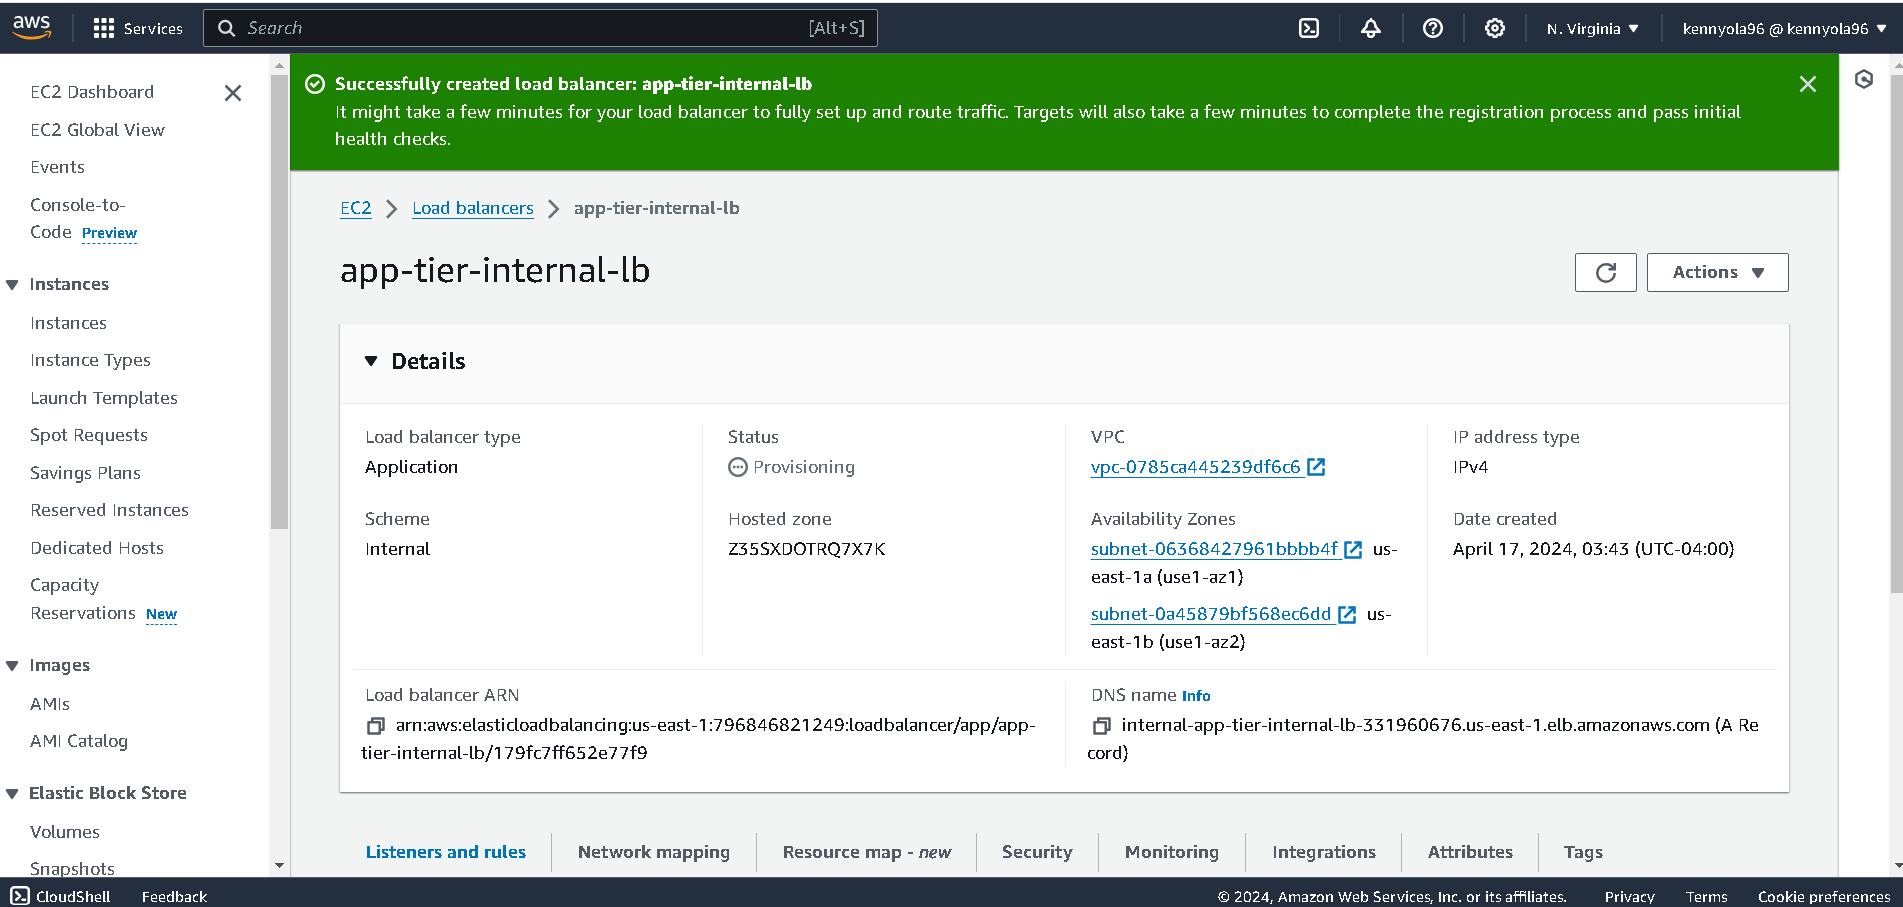 aws
Services
Search
[Alt+S]
N. Virginia
kennyola96 @ kennyola96
EC2 Dashboard
EC2 Global View
Events
Console-to-
Code Preview
Instances
Instances
Instance Types
Launch Templates
Spot Requests
Savings Plans
Reserved Instances
Dedicated Hosts
Capacity
Reservations New
Images
AMIs
AMI Catalog
Elastic Block Store
Volumes
Snapshots
Successfully created load balancer: app-tier-internal-lb
It might take a few minutes for your load balancer to fully set up and route traffic. Targets will also take a few minutes to complete the registration process and pass initial
health checks.
EC2 > Load balancers > app-tier-internal-lb
app-tier-internal-lb
Actions
Details
Load balancer type
Application
Status
Provisioning
VPC
vpc-0785ca445239df6c6
IP address type
IPv4
Scheme
Internal
Hosted zone
Z35SXDOTRQ7X7K
Availability Zones
subnet-06368427961bbbb4f us-
east-1a (use1-az1)
subnet-0a45879bf568ec6dd us-
east-1b (use1-az2)
Date created
April 17, 2024, 03:43 (UTC-04:00)
Load balancer ARN
arn:aws:elasticloadbalancing:us-east-1:796846821249:loadbalancer/app/app-
tier-internal-lb/179fc7ff652e77f9
DNS name Info
internal-app-tier-internal-lb-331960676.us-east-1.elb.amazonaws.com (A Re
cord)
Listeners and rules
Network mapping
Resource map - new
Security
Monitoring
Integrations
Attributes
Tags
CloudShell
Feedback
© 2024, Amazon Web Services, Inc. or its affiliates.
Privacy
Terms
Cookie preferences